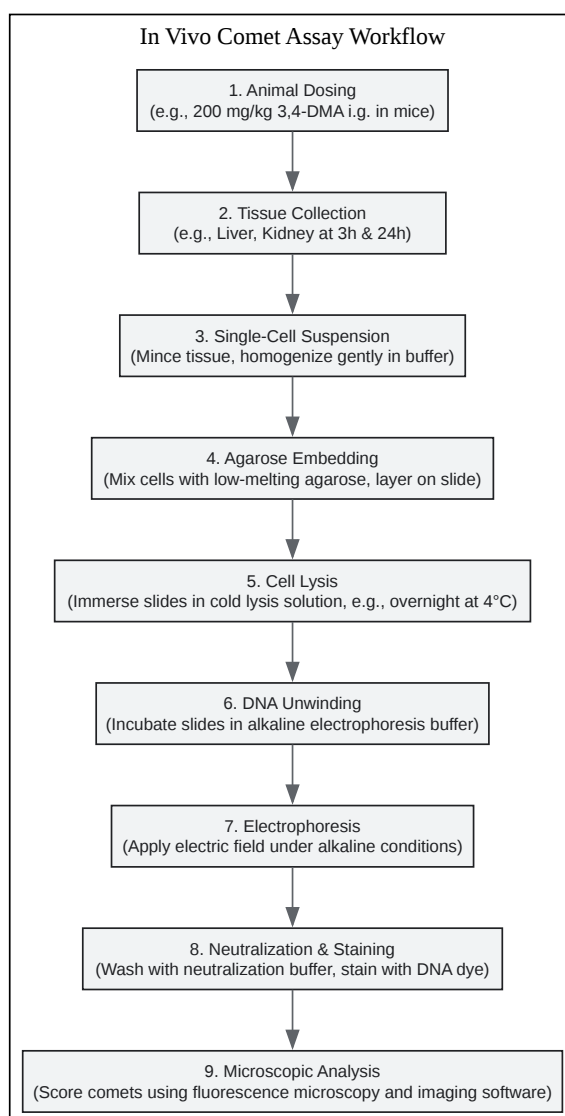 In Vivo Comet Assay Workflow
1. Animal Dosing
(e.g., 200 mg/kg 3,4-DMA i.g. in mice)
2. Tissue Collection
(e.g., Liver, Kidney at 3h & 24h)
3. Single-Cell Suspension
(Mince tissue, homogenize gently in buffer)
4. Agarose Embedding
(Mix cells with low-melting agarose, layer on slide)
5. Cell Lysis
(Immerse slides in cold lysis solution, e.g., overnight at 4°C)
6. DNA Unwinding
(Incubate slides in alkaline electrophoresis buffer)
7. Electrophoresis
(Apply electric field under alkaline conditions)
8. Neutralization & Staining
(Wash with neutralization buffer, stain with DNA dye)
9. Microscopic Analysis
(Score comets using fluorescence microscopy and imaging software)